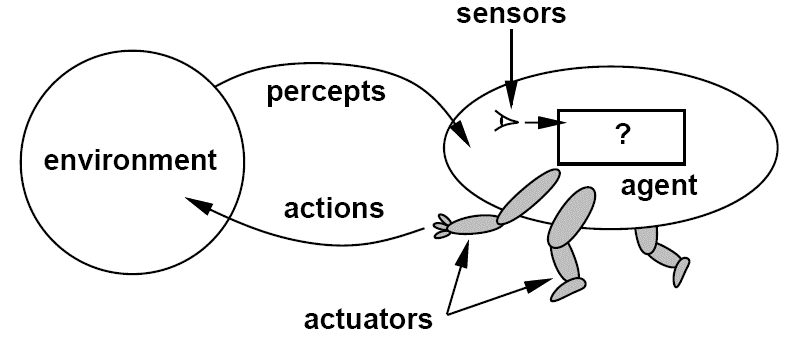 sensors
percepts
environment
?
agent
actions
actuators